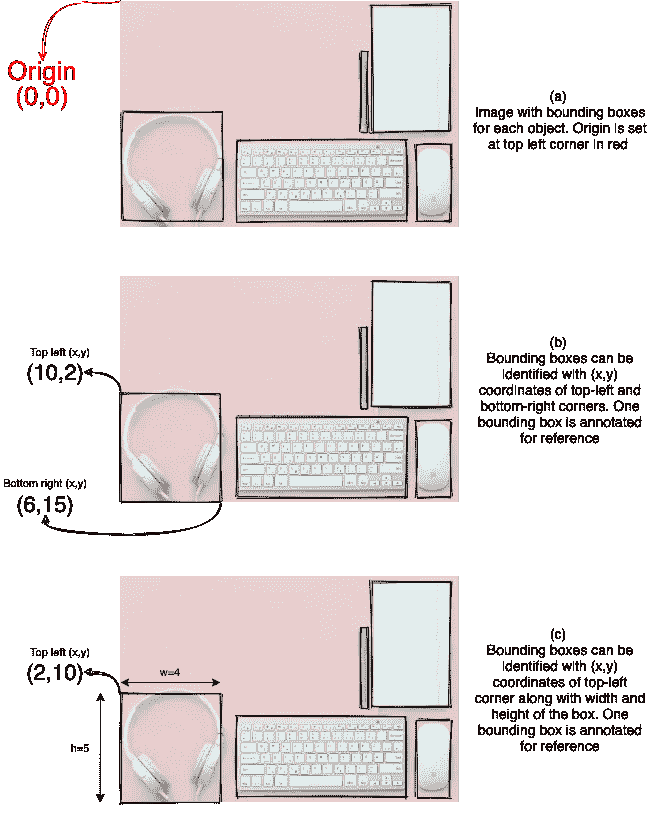 Origin
(0,0)
(a)
Image with bounding boxes
for each object. Origin is set
at top left corner in red
Top left (x,y)
(10,2)
Bottom right (x,y)
(6,15)
(b)
Bounding boxes can be
identified with (x,y)
coordinates of top-left and
bottom-right corners. One
bounding box is annotated
for reference
Top left (x,y)
(2,10)
w=4
h=5
(c)
Bounding boxes can be
identified with (x,y)
coordinates of top-left
corner along with width and
height of the box. One
bounding box is annotated
for reference